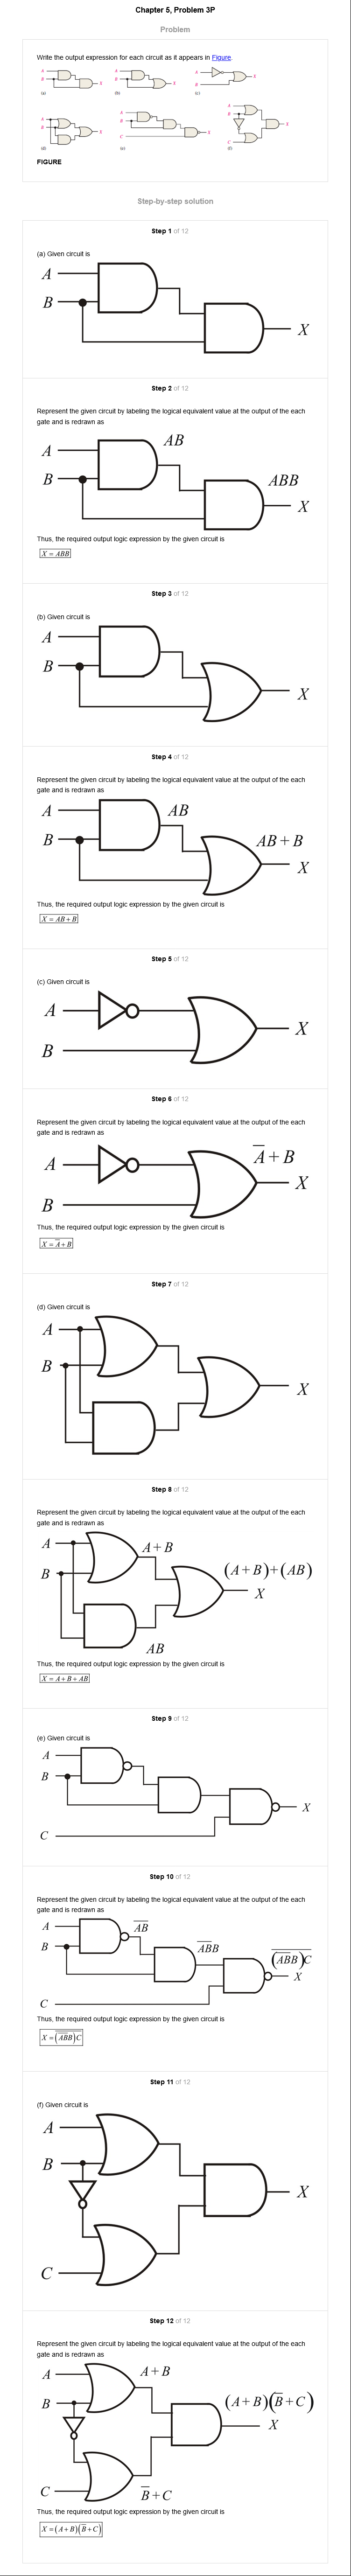 Chapter 5, Problem 3P
Problem
Write the output expression for each circuit as it appears in Figure.
A
B
X
(a)
A
B
X
(b)
A
B
X
(c)
A
B
X
(d)
A
B
C
X
(e)
A
B
C
X
(f)
FIGURE
Step-by-step solution
Step 1 of 12
(a) Given circuit is
A
B
X
Step 2 of 12
Represent the given circuit by labeling the logical equivalent value at the output of the each
gate and is redrawn as
A
AB
B
ABB
X
Thus, the required output logic expression by the given circuit is
X = ABB
Step 3 of 12
(b) Given circuit is
A
B
X
Step 4 of 12
Represent the given circuit by labeling the logical equivalent value at the output of the each
gate and is redrawn as
A
AB
B
AB + B
X
Thus, the required output logic expression by the given circuit is
X = AB + B
Step 5 of 12
(c) Given circuit is
A
X
B
Step 6 of 12
Represent the given circuit by labeling the logical equivalent value at the output of the each
gate and is redrawn as
A
A̅ + B
X
B
Thus, the required output logic expression by the given circuit is
X = A̅ + B
Step 7 of 12
(d) Given circuit is
A
B
X
Step 8 of 12
Represent the given circuit by labeling the logical equivalent value at the output of the each
gate and is redrawn as
A
A + B
B
(A + B) + (AB)
X
AB
Thus, the required output logic expression by the given circuit is
X = A + B + AB
Step 9 of 12
(e) Given circuit is
A
B
X
C
Step 10 of 12
Represent the given circuit by labeling the logical equivalent value at the output of the each
gate and is redrawn as
A
A̅B̅
B
A̅B̅B
(A̅B̅B)C
X
C
Thus, the required output logic expression by the given circuit is
X = (A̅B̅B)C
Step 11 of 12
(f) Given circuit is
A
B
X
C
Step 12 of 12
Represent the given circuit by labeling the logical equivalent value at the output of the each
gate and is redrawn as
A
A + B
B
(A + B)(B̅ + C)
X
C
B̅ + C
Thus, the required output logic expression by the given circuit is
X = (A + B)(B̅ + C)